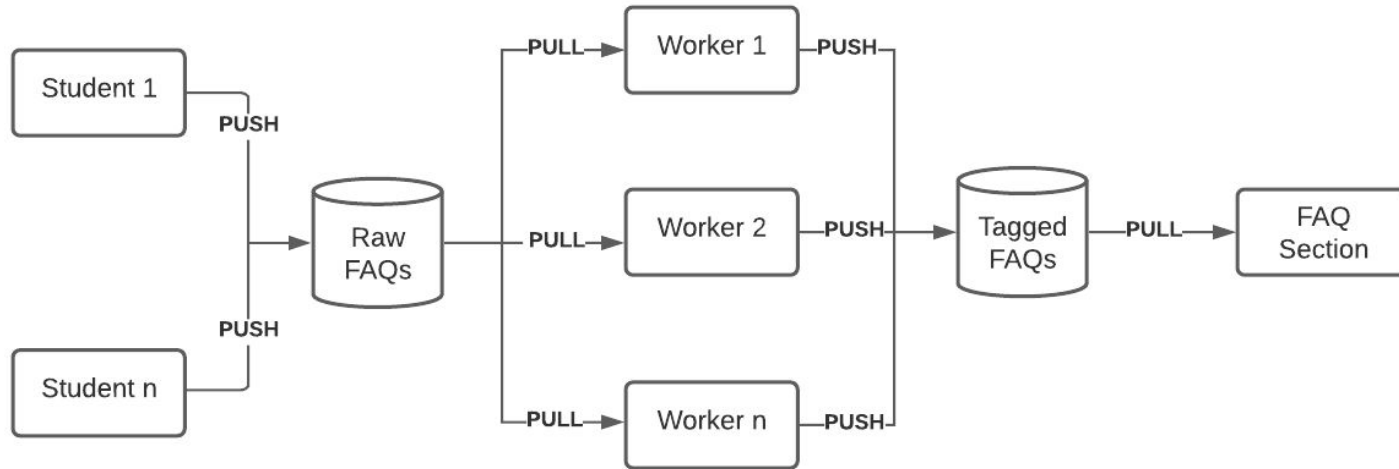 Student 1
PUSH
Student n
PUSH
Raw
FAQs
PULL
Worker 1
PUSH
PULL
Worker 2
PUSH
PULL
Worker n
PUSH
Tagged
FAQs
PULL
FAQ
Section